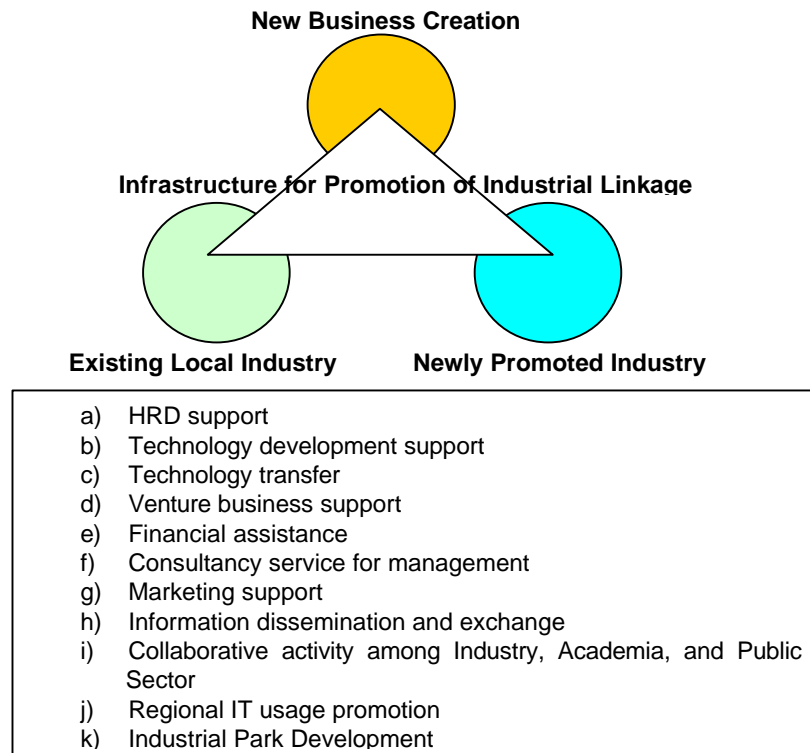 New Business Creation
Infrastructure for Promotion of Industrial Linkage
Existing Local Industry
Newly Promoted Industry
a) HRD support
b) Technology development support
c) Technology transfer
d) Venture business support
e) Financial assistance
f) Consultancy service for management
g) Marketing support
h) Information dissemination and exchange
i) Collaborative activity among Industry, Academia, and Public
Sector
j) Regional IT usage promotion
k) Industrial Park Development